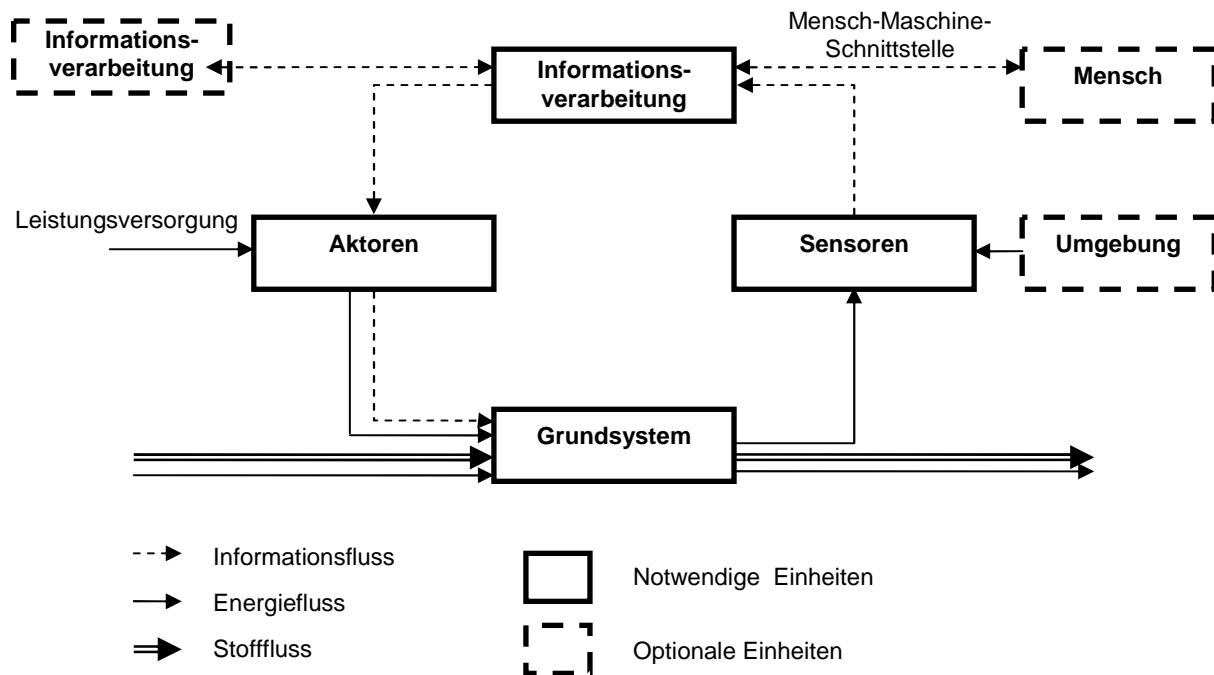 Informations-
verarbeitung
Informations-
verarbeitung
Mensch-Maschine-
Schnittstelle
Mensch
Leistungsversorgung
Aktoren
Sensoren
Umgebung
Grundsystem
Informationsfluss
Energiefluss
Stofffluss
Notwendige Einheiten
Optionale Einheiten